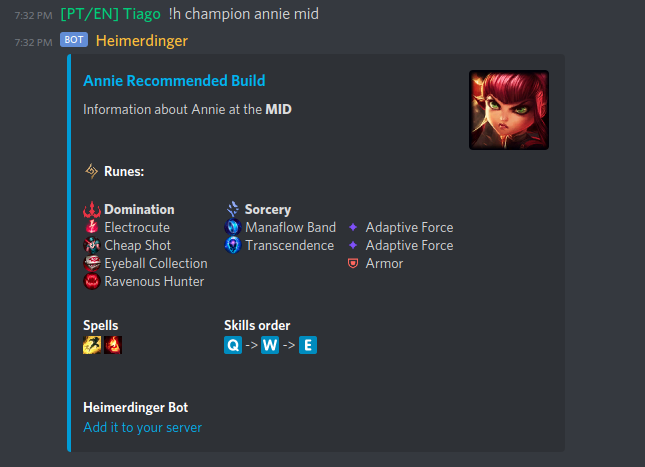 7:32 PM [PT/EN] Tiago !h champion annie mid
7:32 PM BOT Heimerdinger
Annie Recommended Build
Information about Annie at the MID
Runes:
Domination Sorcery
Electrocute Manaflow Band Adaptive Force
Cheap Shot Transcendence Adaptive Force
Eyeball Collection Armor
Ravenous Hunter
Spells Skills order
Q -> W -> E
Heimerdinger Bot
Add it to your server